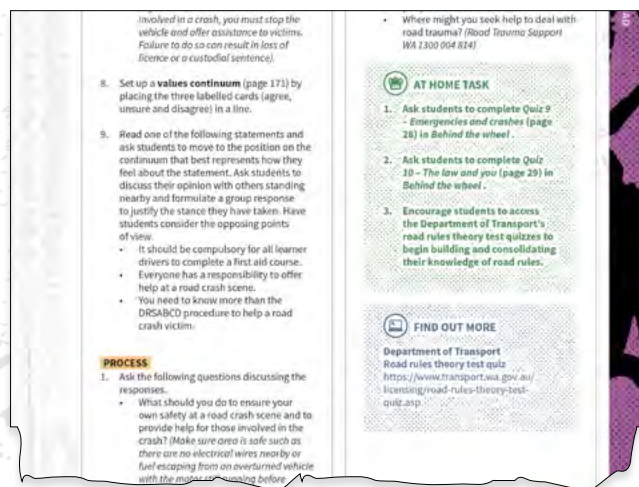 involved in a crash, you must stop the
vehicle and offer assistance to victims.
Failure to do so can result in loss of
licence or a custodial sentence).
8. Set up a values continuum (page 171) by
placing the three labelled cards (agree,
unsure and disagree) in a line.
9. Read one of the following statements and
ask students to move to the position on the
continuum that best represents how they
feel about the statement. Ask students to
discuss their opinion with others standing
nearby and formulate a group response
to justify the stance they have taken. Have
students consider the opposing points
of view.
• It should be compulsory for all learner
drivers to complete a first aid course.
• Everyone has a responsibility to offer
help at a road crash scene.
• You need to know more than the
DRSABCD procedure to help a road
crash victim.
PROCESS
1. Ask the following questions discussing the
responses.
• What should you do to ensure your
own safety at a road crash scene and to
provide help for those involved in the
crash? (Make sure area is safe such as
there are no electrical wires nearby or
fuel escaping from an overturned vehicle
with the motor still running before
• Where might you seek help to deal with
road trauma? (Road Trauma Support
WA 1300 004 814)
AT HOME TASK
1. Ask students to complete Quiz 9
– Emergencies and crashes (page
28) in Behind the wheel .
2. Ask students to complete Quiz
10 – The law and you (page 29) in
Behind the wheel .
3. Encourage students to access
the Department of Transport's
road rules theory test quizzes to
begin building and consolidating
their knowledge of road rules.
FIND OUT MORE
Department of Transport
Road rules theory test quiz
https://www.transport.wa.gov.au/
licensing/road-rules-theory-test-
quiz.asp